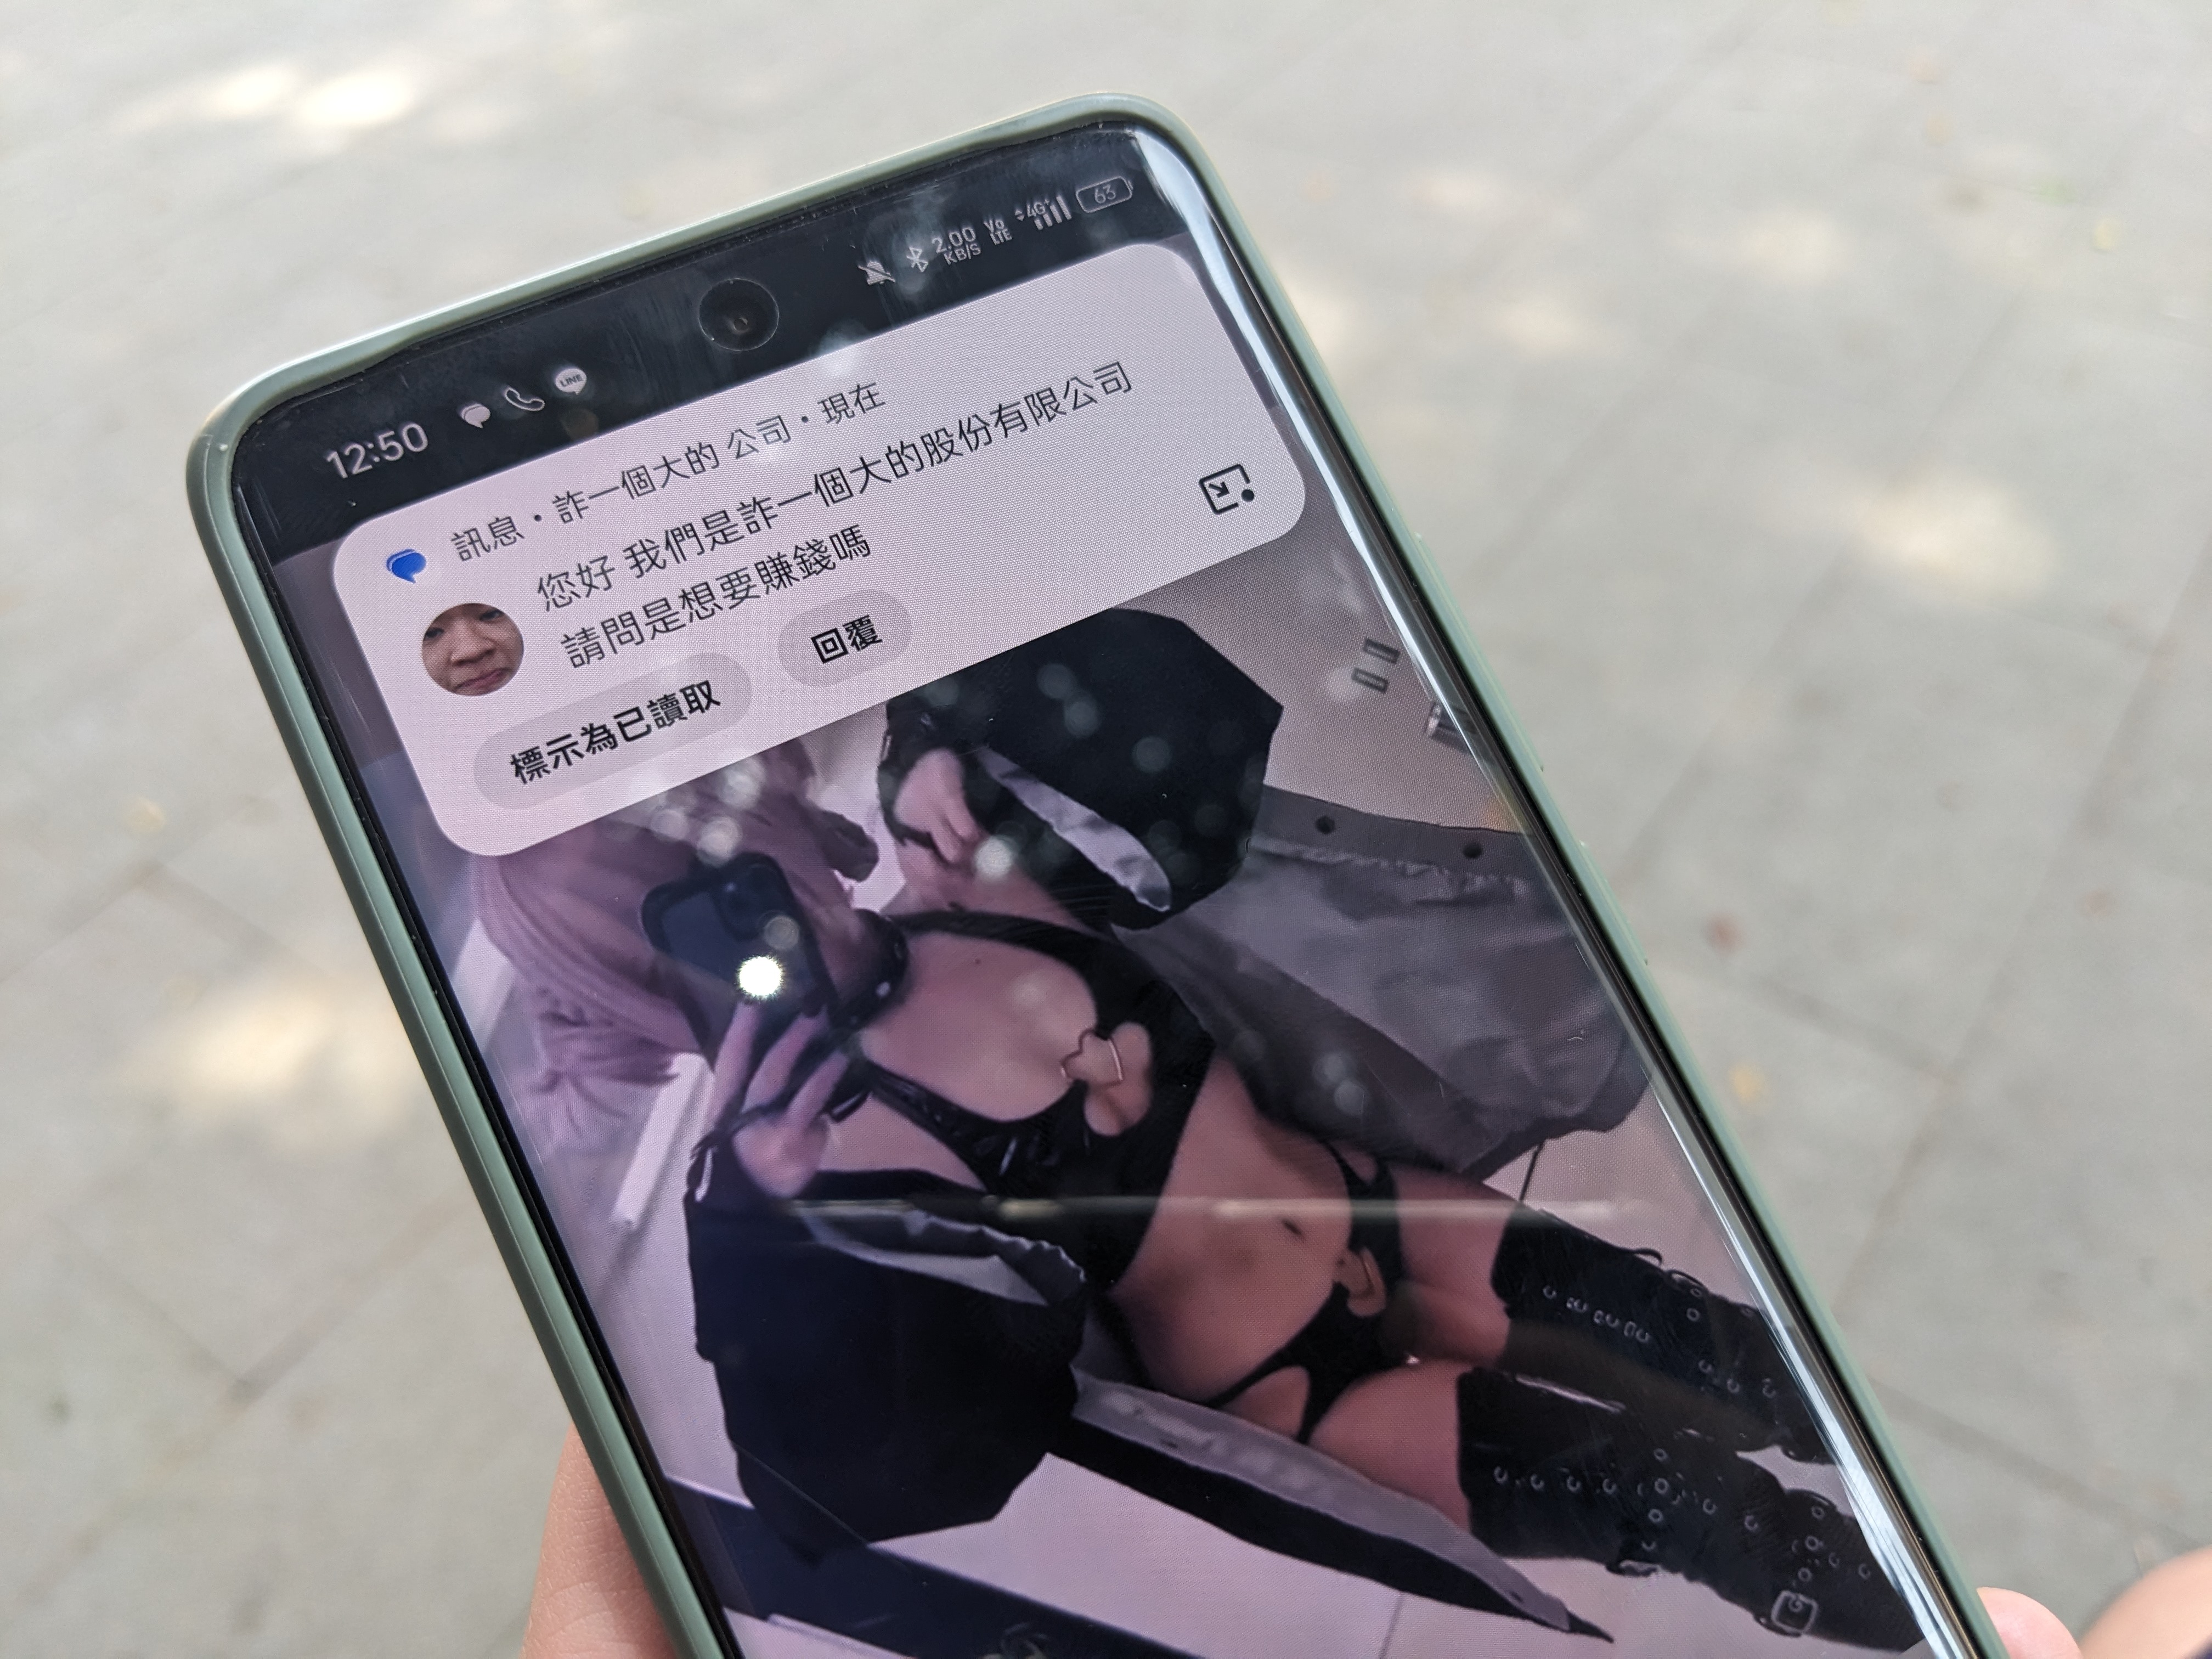 12:50
LINE
2.00 KB/S
Vo LTE
4G+
63
訊息・詐一個大的 公司・現在
您好 我們是詐一個大的股份有限公司
請問是想要賺錢嗎
標示為已讀取
回覆